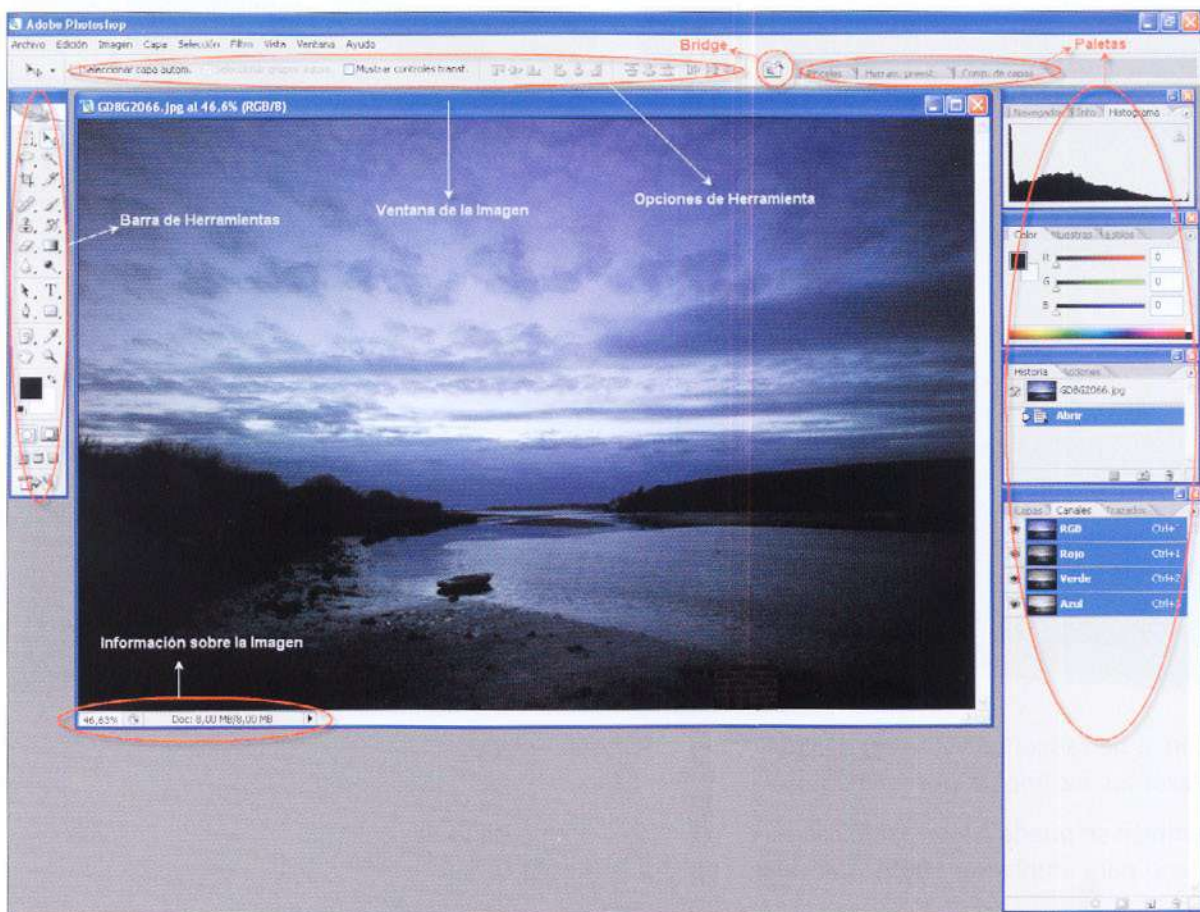 Adobe Photoshop
Archivo Edición Imagen Capa Selección Filtro Vista Ventana Ayuda
Bridge
Paletas
Seleccionar capa autom.
Mostrar controles transf.
Pinceles
Herram. preest.
Comp. de capas
GD8G2066.jpg al 46,6% (RGB/8)
Navegador Info Histograma
Ventana de la Imagen
Opciones de Herramienta
Barra de Herramientas
Color Muestras Estilos
R 0
G 0
B 0
Historia Acciones
GD8G2066.jpg
Abrir
Capas Canales Trazados
RGB
Rojo Ctrl+1
Verde Ctrl+2
Azul
Información sobre la Imagen
46,63% Doc: 8,00 MB/8,00 MB